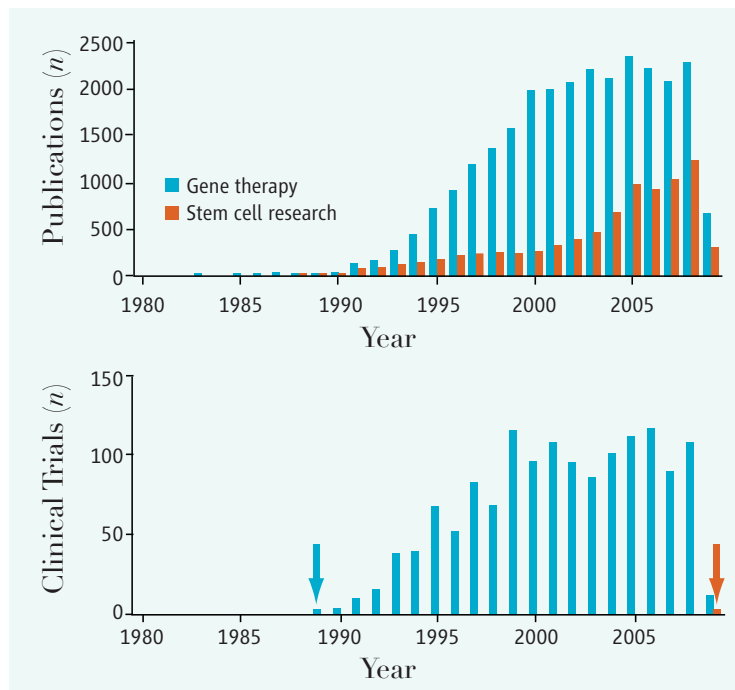 Publications (n)
2500
2000
1500
1000
500
0
Gene therapy
Stem cell research
1980 1985 1990 1995 2000 2005
Year
Clinical Trials (n)
150
100
50
0
1980 1985 1990 1995 2000 2005
Year